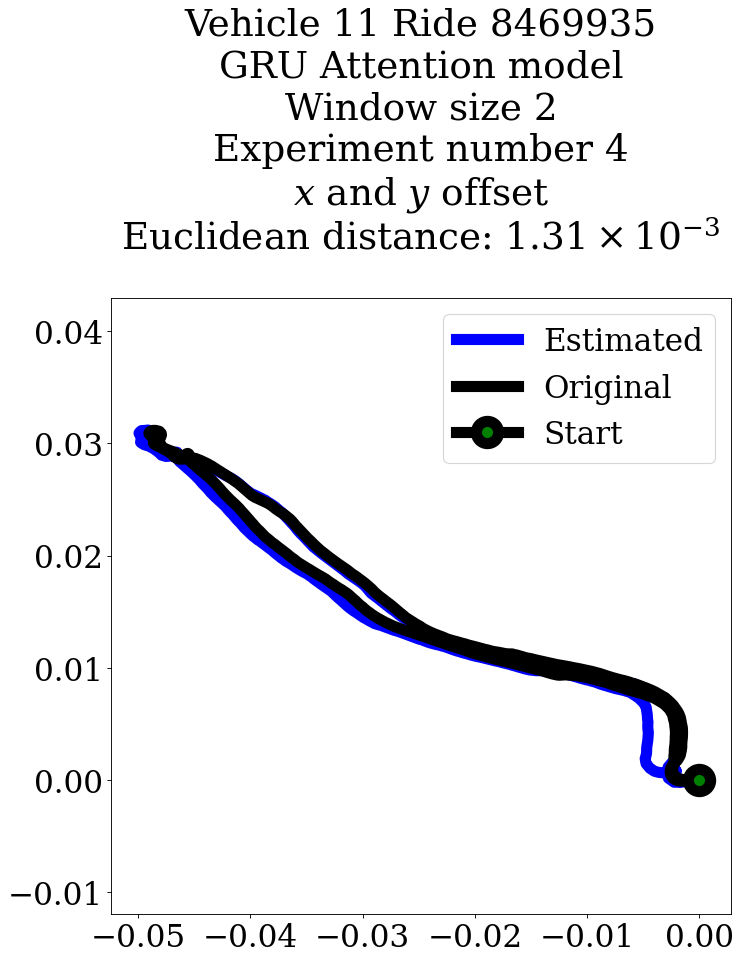 Vehicle 11 Ride 8469935
GRU Attention model
Window size 2
Experiment number 4
x and y offset
Euclidean distance: 1.31 × 10⁻³
Estimated
Original
Start
0.04
0.03
0.02
0.01
0.00
−0.01
−0.05 −0.04 −0.03 −0.02 −0.01 0.00